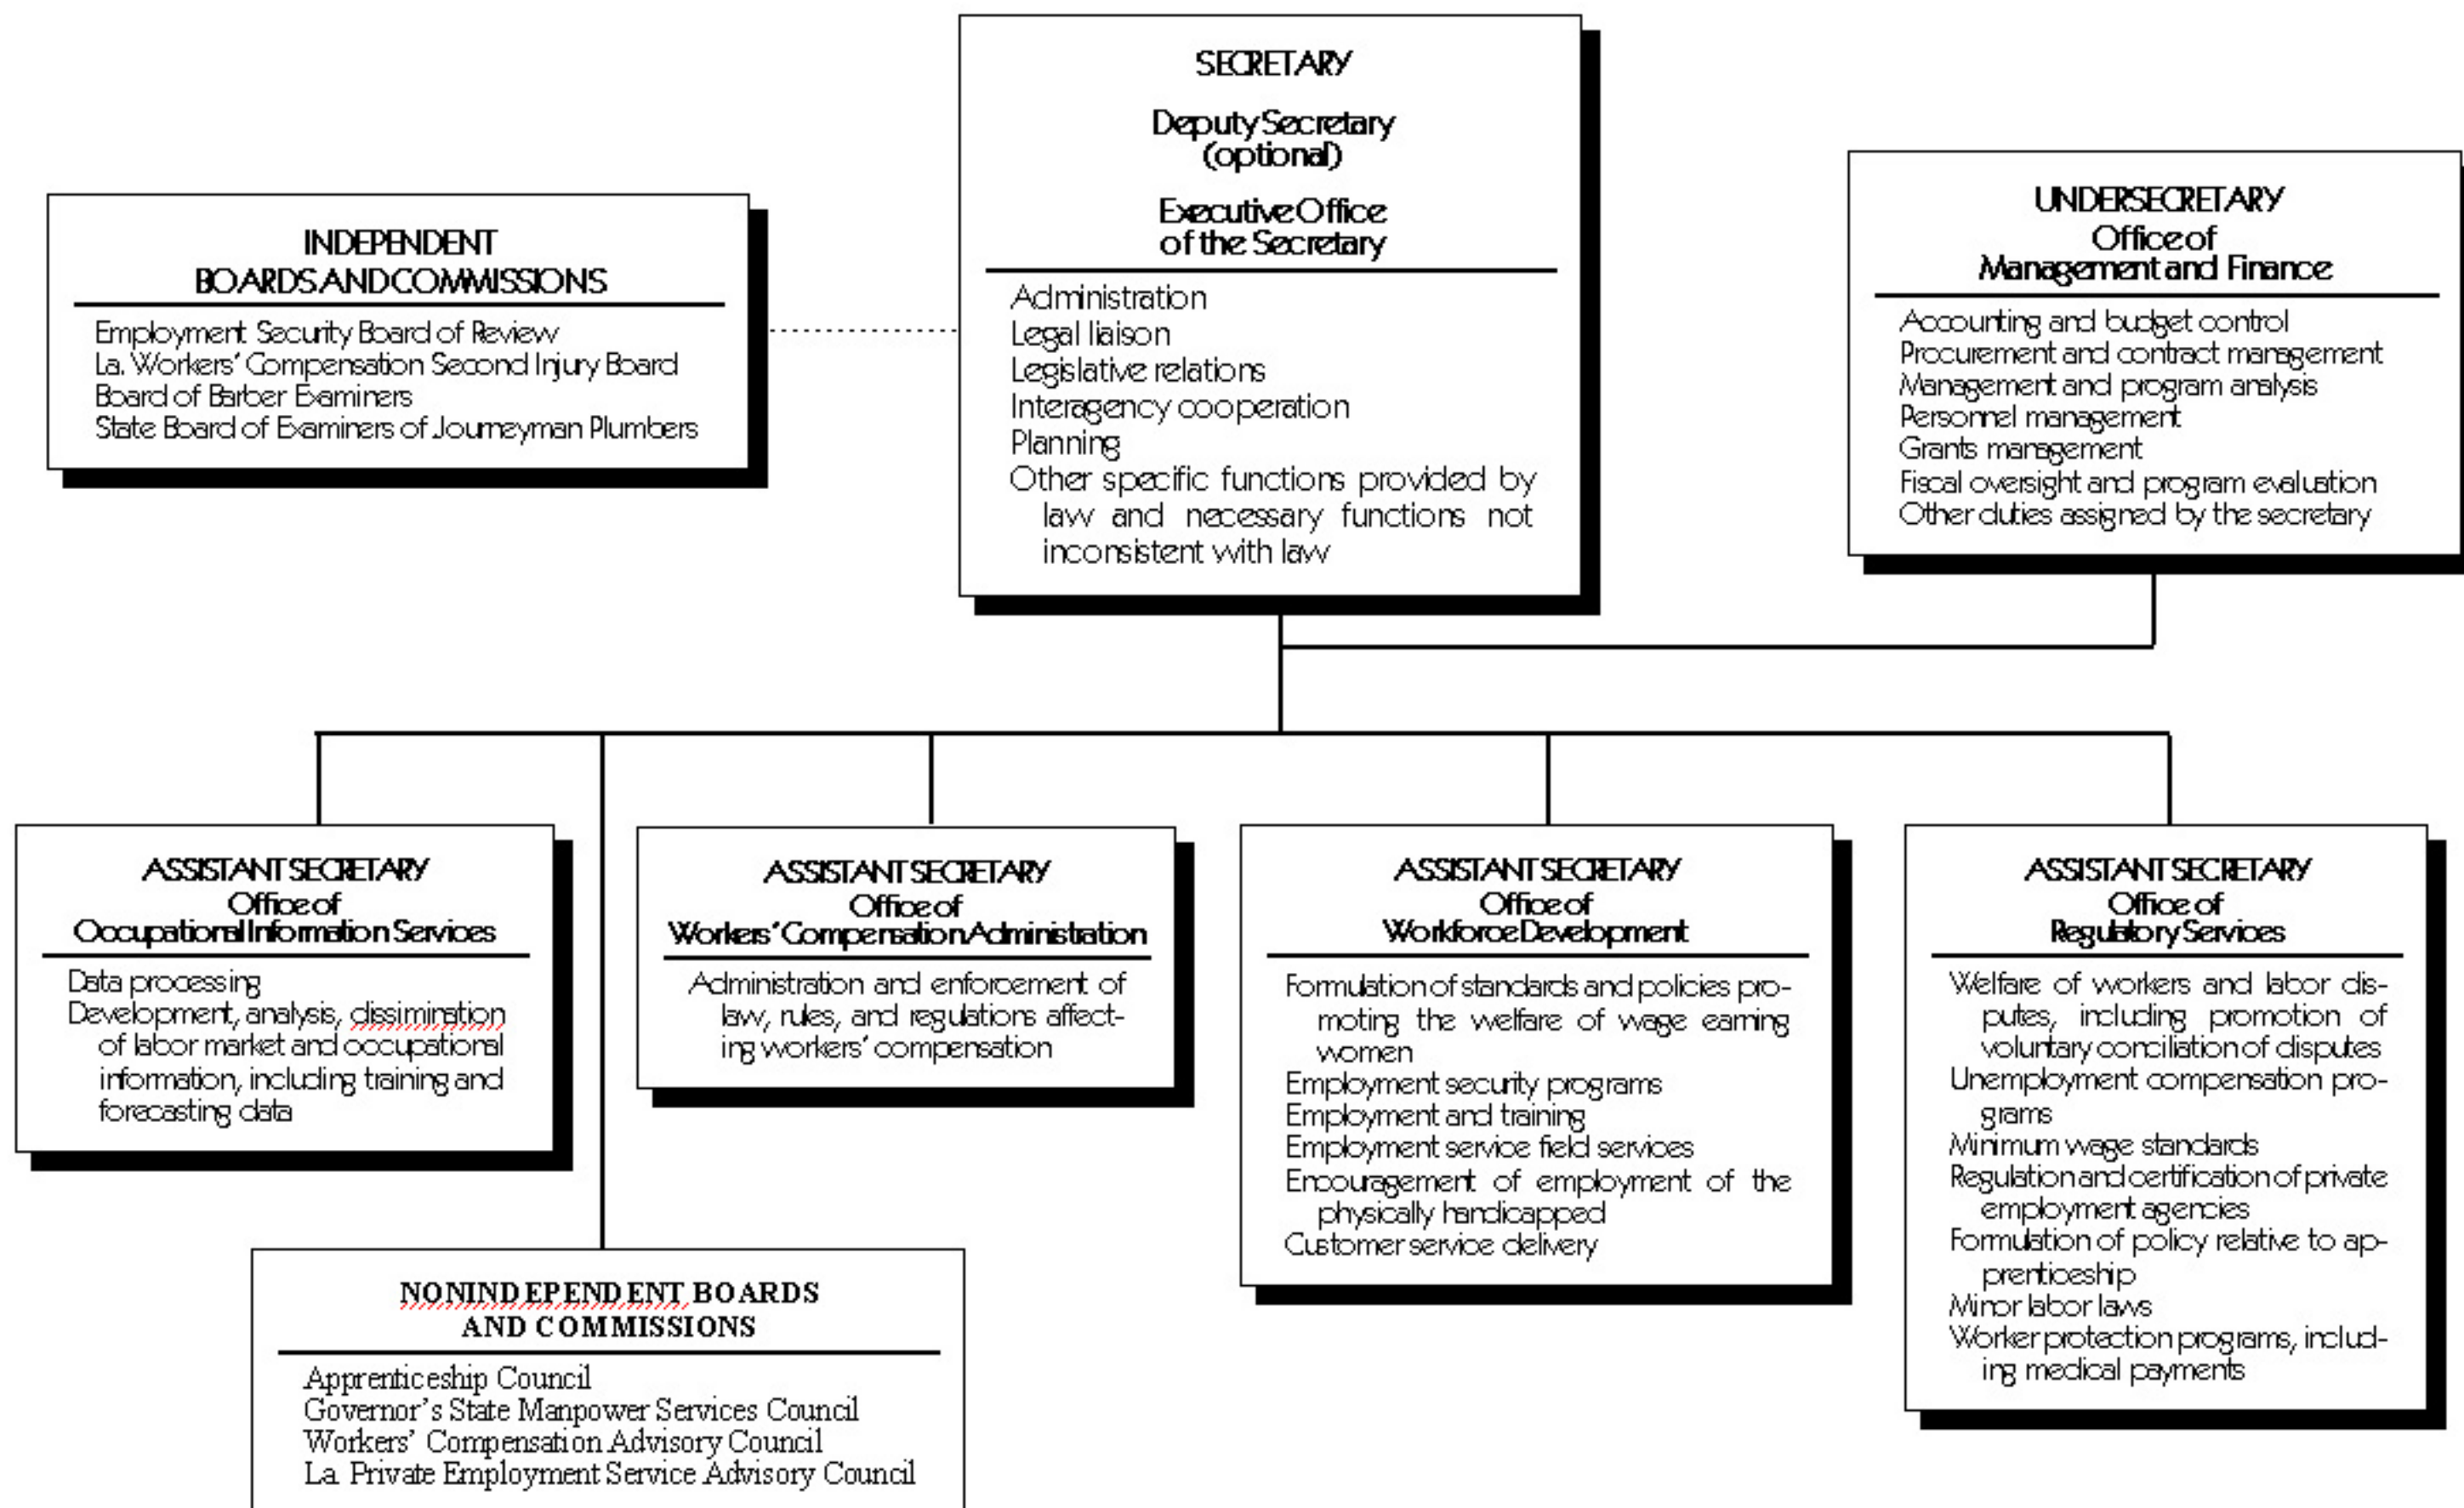 SECRETARY
Deputy Secretary
(optional)
Executive Office
of the Secretary
Administration
Legal liaison
Legislative relations
Interagency cooperation
Planning
Other specific functions provided by
law and necessary functions not
inconsistent with law
INDEPENDENT
BOARDS AND COMMISSIONS
Employment Security Board of Review
La. Workers' Compensation Second Injury Board
Board of Barber Examiners
State Board of Examiners of Journeyman Plumbers
UNDERSECRETARY
Office of
Management and Finance
Accounting and budget control
Procurement and contract management
Management and program analysis
Personnel management
Grants management
Fiscal oversight and program evaluation
Other duties assigned by the secretary
ASSISTANT SECRETARY
Office of
Occupational Information Services
Data processing
Development, analysis, dissimination
of labor market and occupational
information, including training and
forecasting data
ASSISTANT SECRETARY
Office of
Workers' Compensation Administration
Administration and enforcement of
law, rules, and regulations affect-
ing workers' compensation
ASSISTANT SECRETARY
Office of
Workforce Development
Formulation of standards and policies pro-
moting the welfare of wage earning
women
Employment security programs
Employment and training
Employment service field services
Encouragement of employment of the
physically handicapped
Customer service delivery
ASSISTANT SECRETARY
Office of
Regulatory Services
Welfare of workers and labor dis-
putes, including promotion of
voluntary conciliation of disputes
Unemployment compensation pro-
grams
Minimum wage standards
Regulation and certification of private
employment agencies
Formulation of policy relative to ap-
prenticeship
Minor labor laws
Worker protection programs, includ-
ing medical payments
NONINDEPENDENT BOARDS
AND COMMISSIONS
Apprenticeship Council
Governor's State Manpower Services Council
Workers' Compensation Advisory Council
La. Private Employment Service Advisory Council